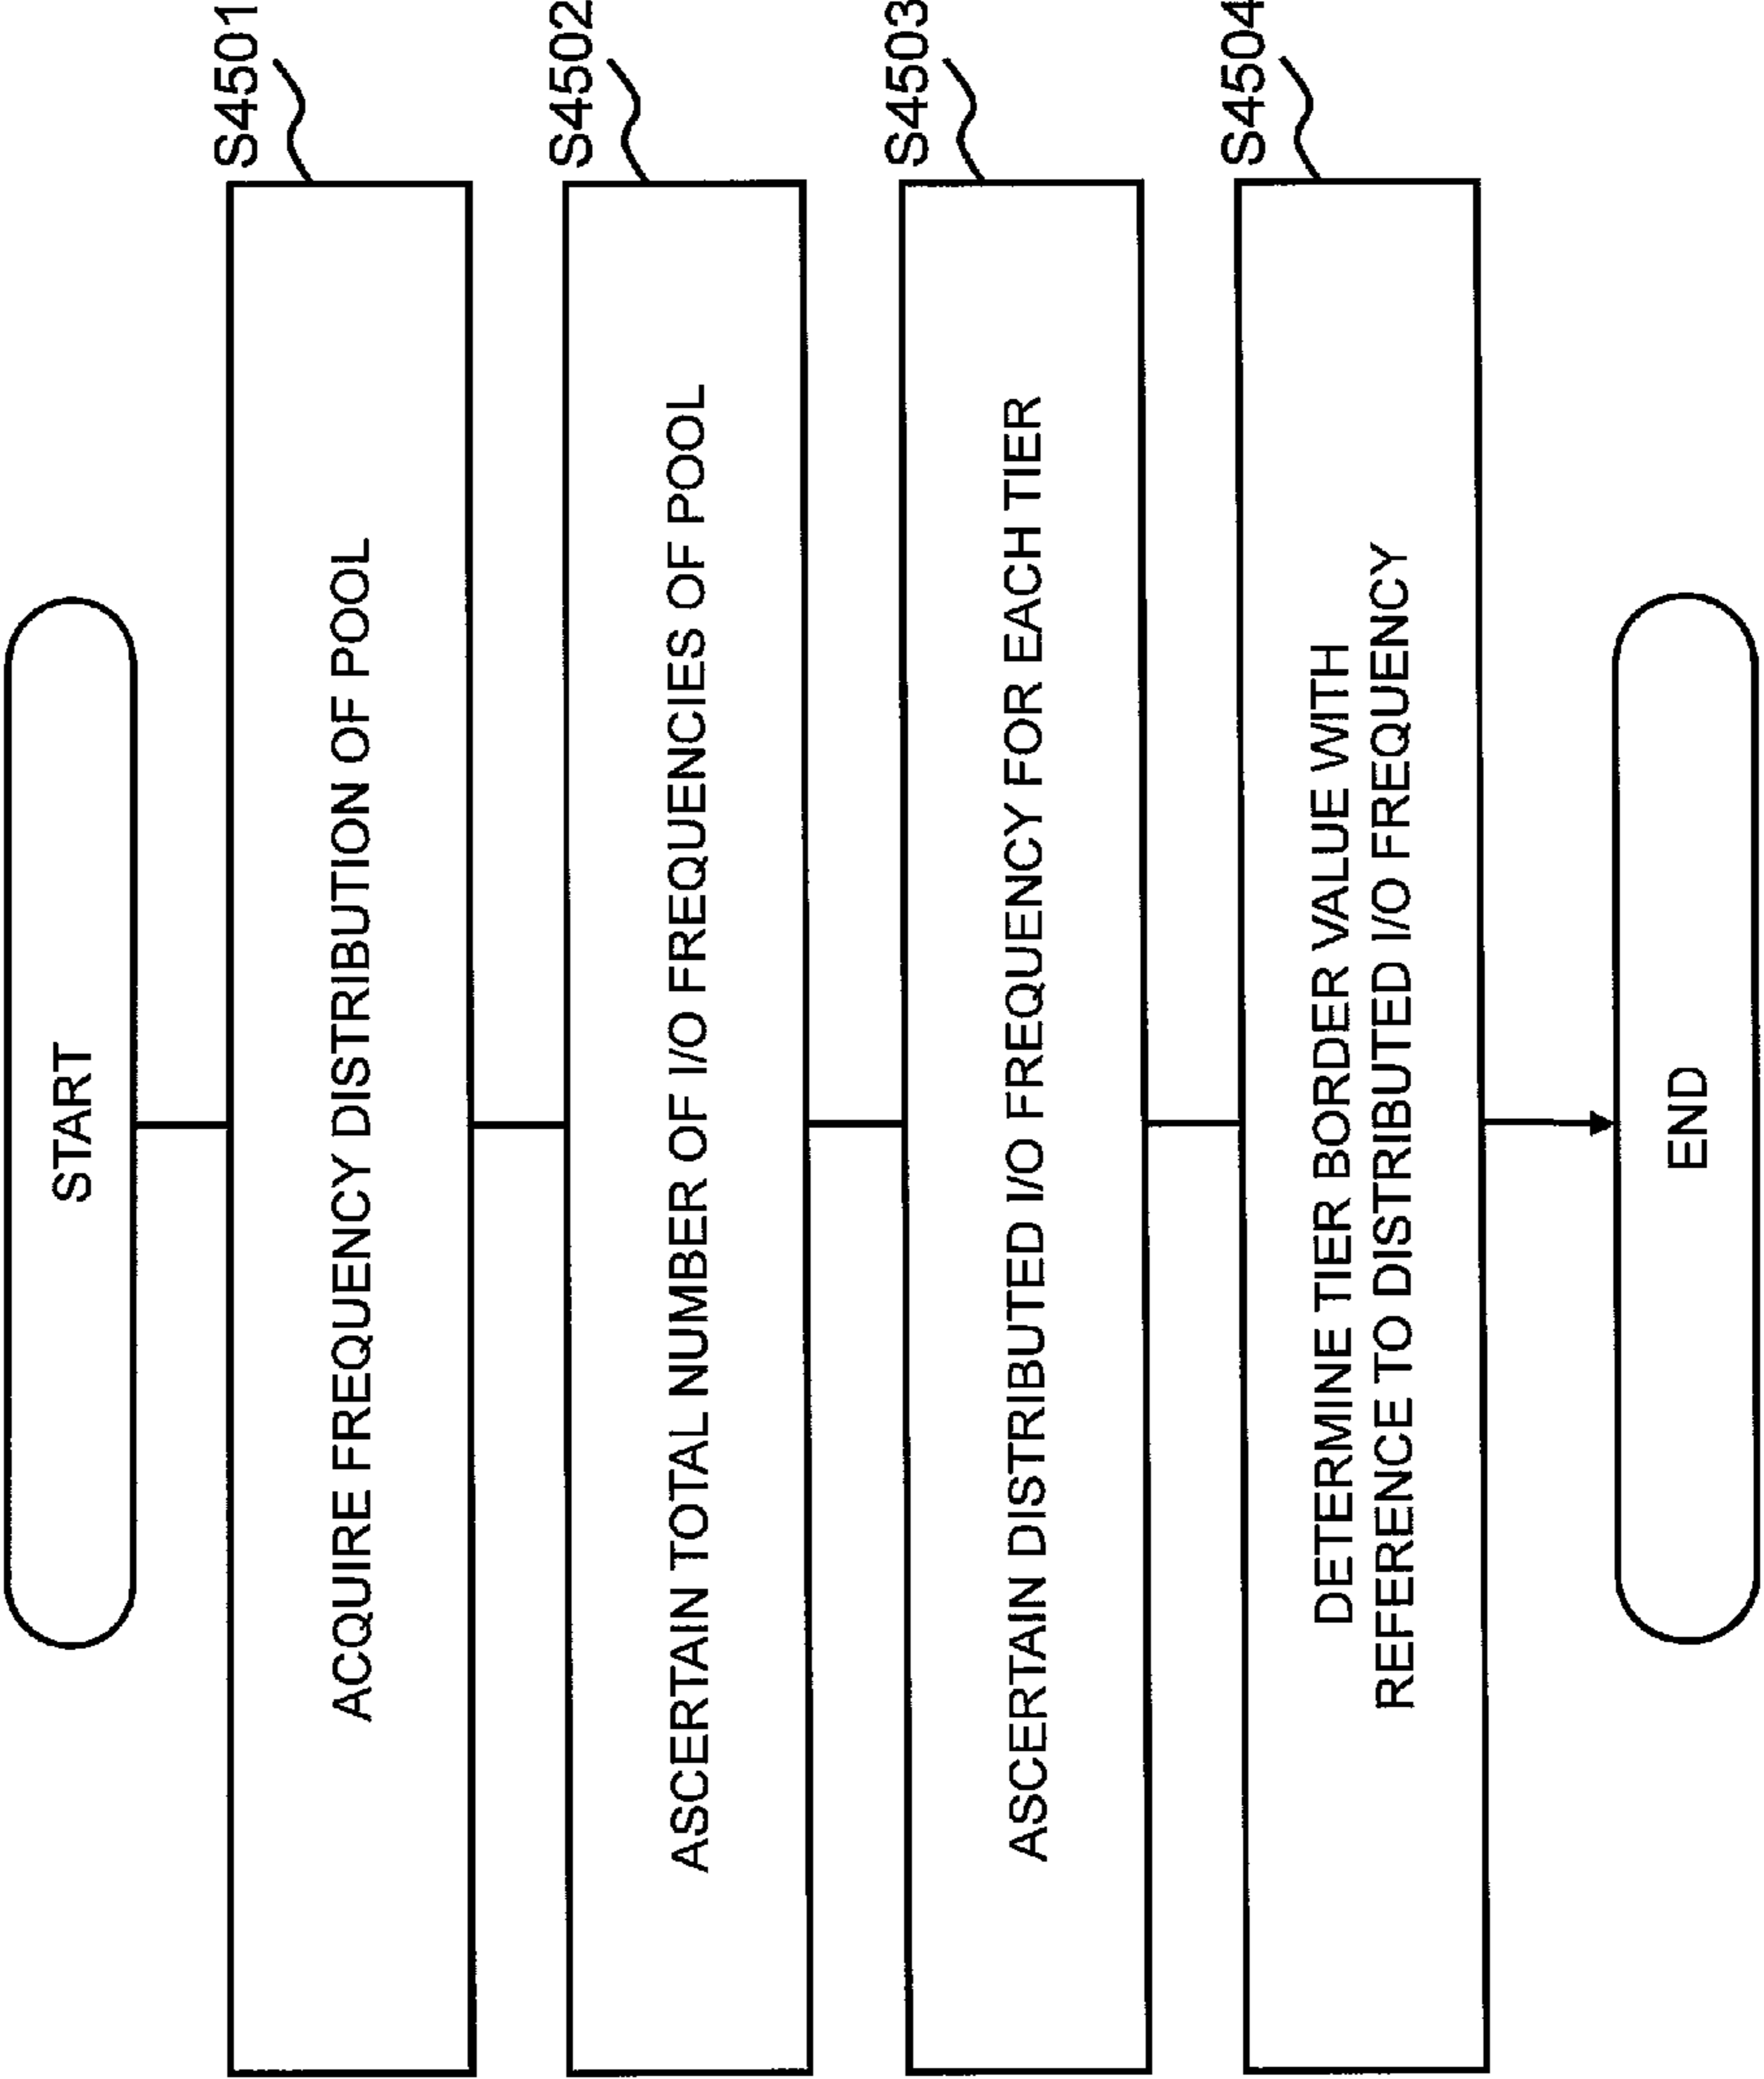 START
S4501
ACQUIRE FREQUENCY DISTRIBUTION OF POOL
S4502
ASCERTAIN TOTAL NUMBER OF I/O FREQUENCIES OF POOL
S4503
ASCERTAIN DISTRIBUTED I/O FREQUENCY FOR EACH TIER
S4504
DETERMINE TIER BORDER VALUE WITH
REFERENCE TO DISTRIBUTED I/O FREQUENCY
END